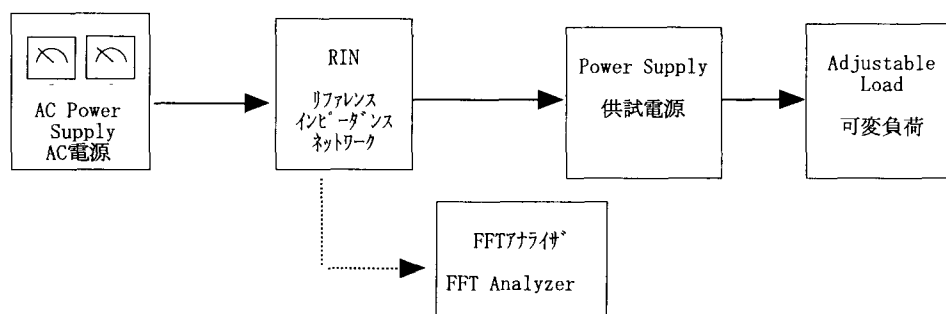 AC Power
Supply
AC電源
RIN
リファレンス
インピーダンス
ネットワーク
Power Supply
供試電源
Adjustable
Load
可変負荷
FFTアナライザ
FFT Analyzer